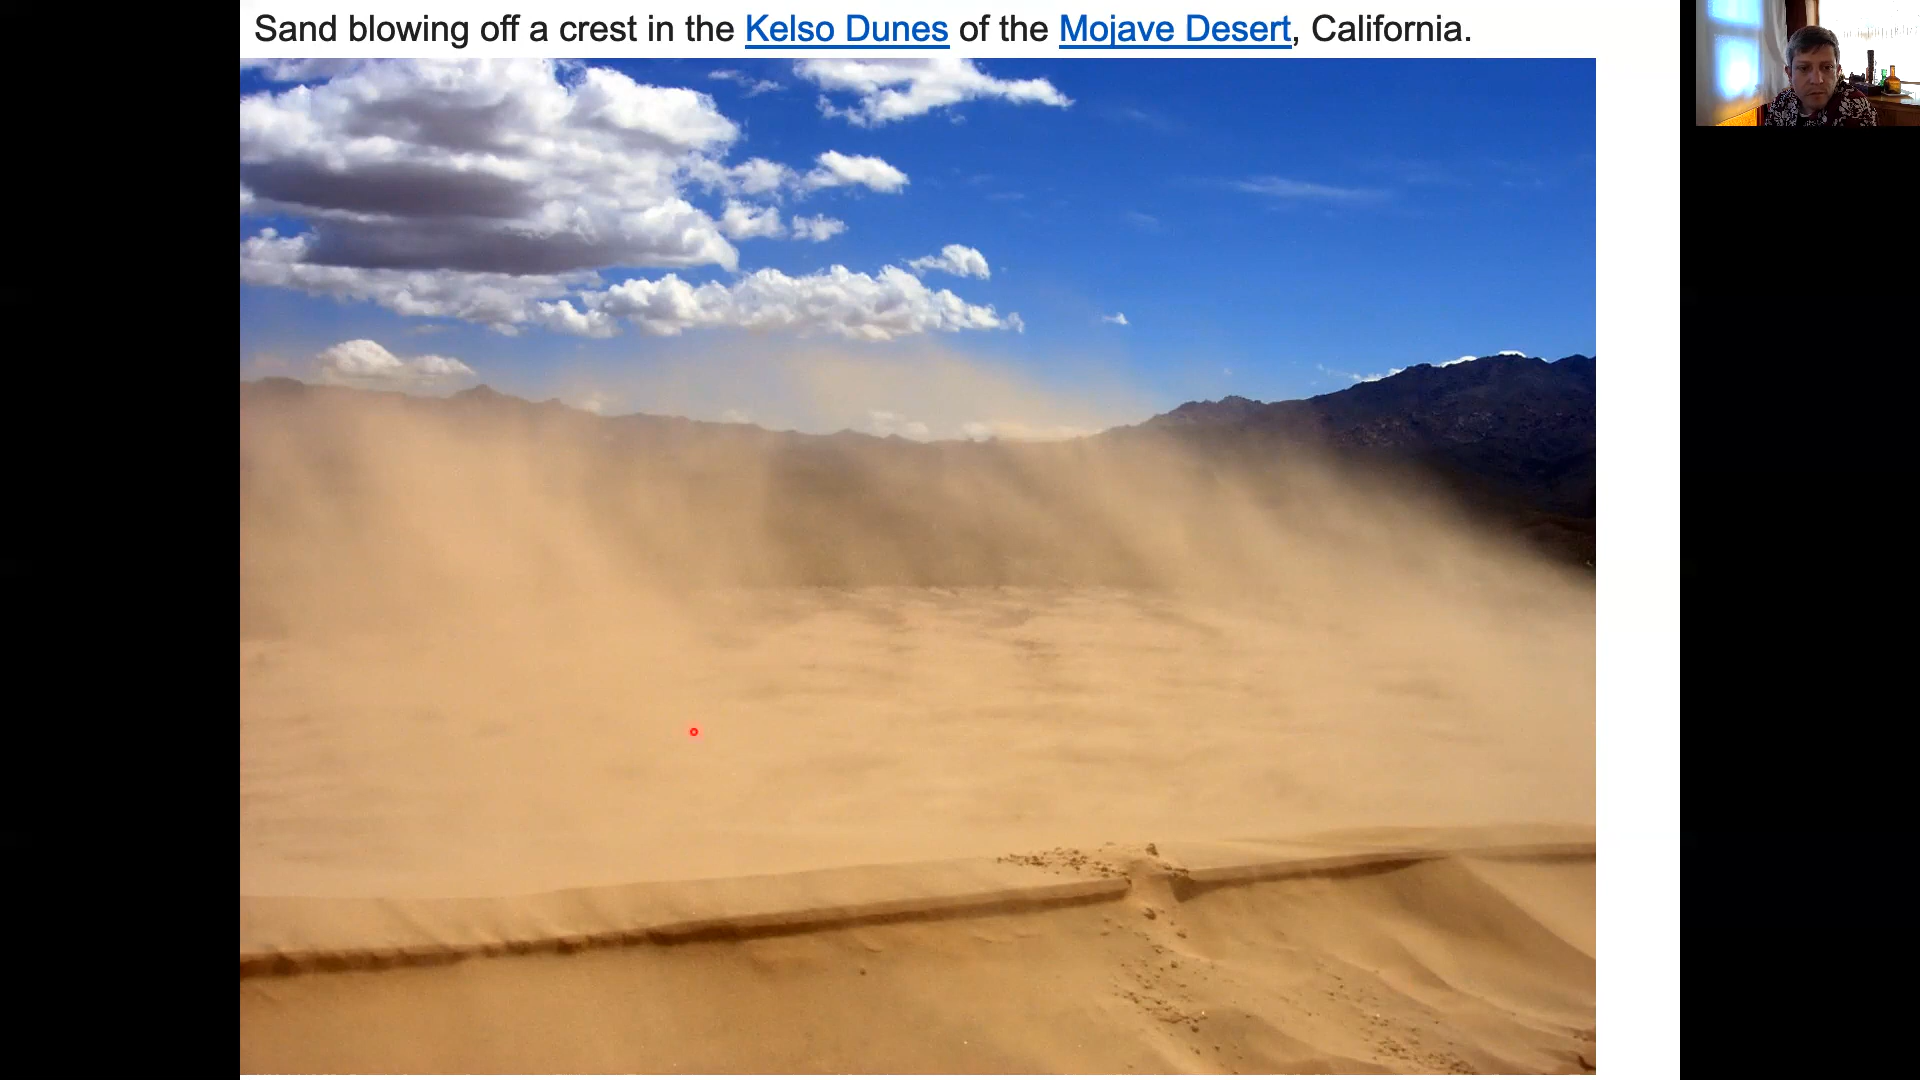 Sand blowing off a crest in the Kelso Dunes of the Mojave Desert, California.